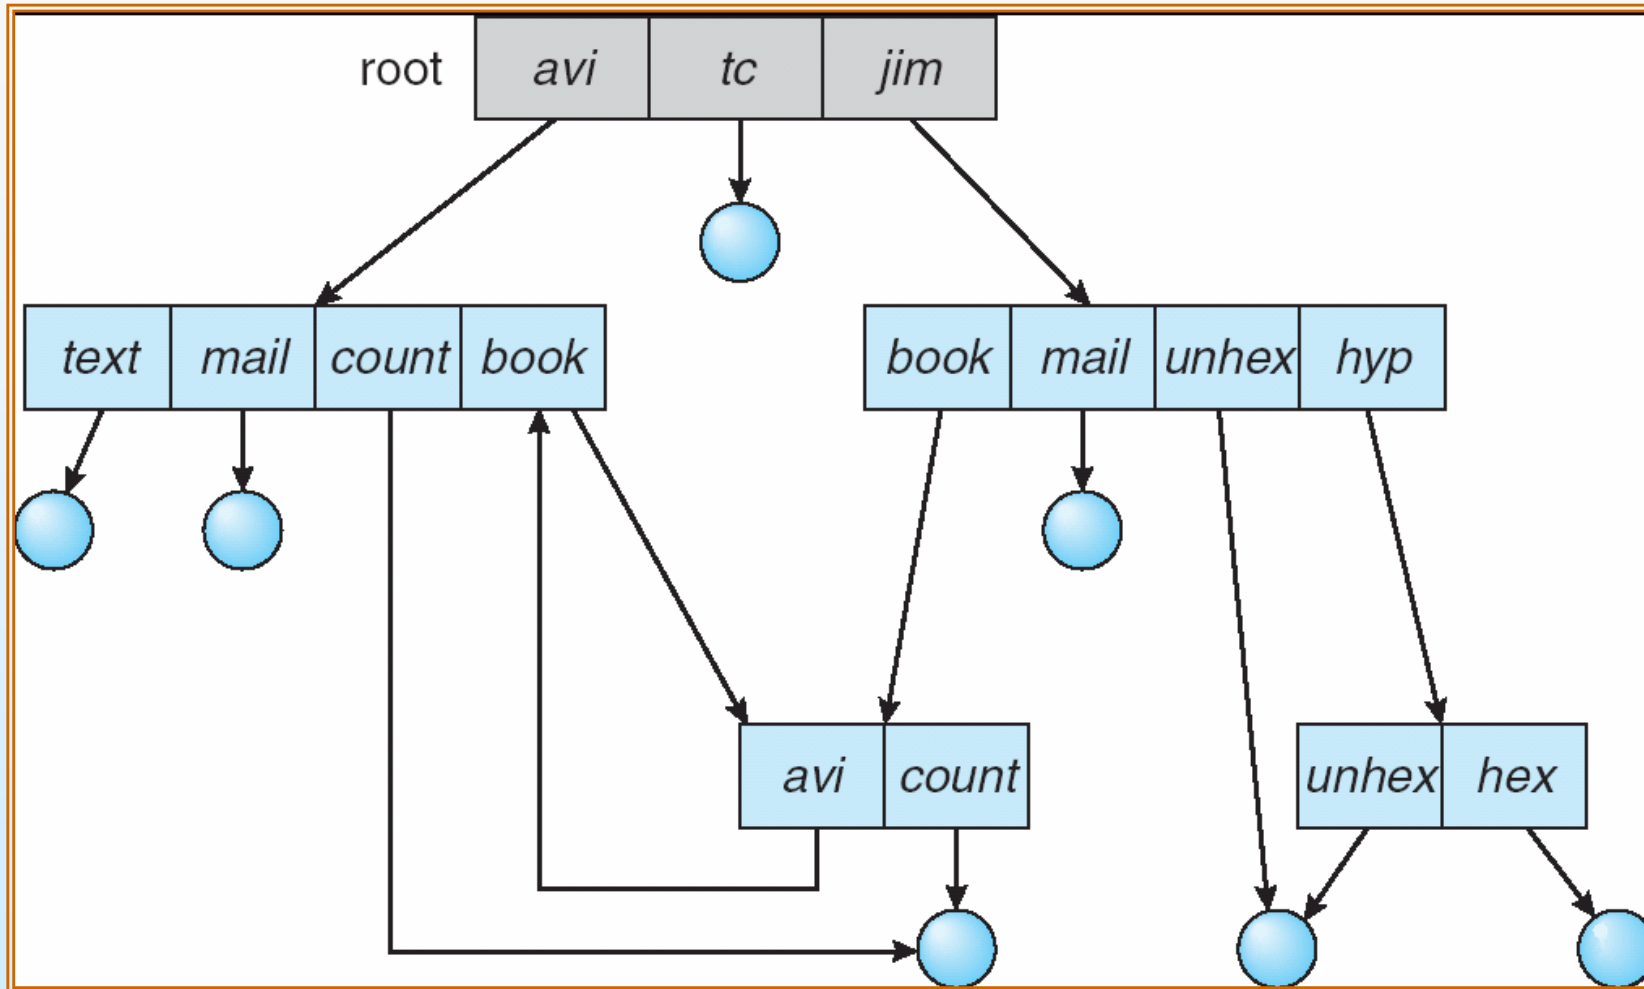 root avi tc jim
text mail count book
book mail unhex hyp
avi count
unhex hex